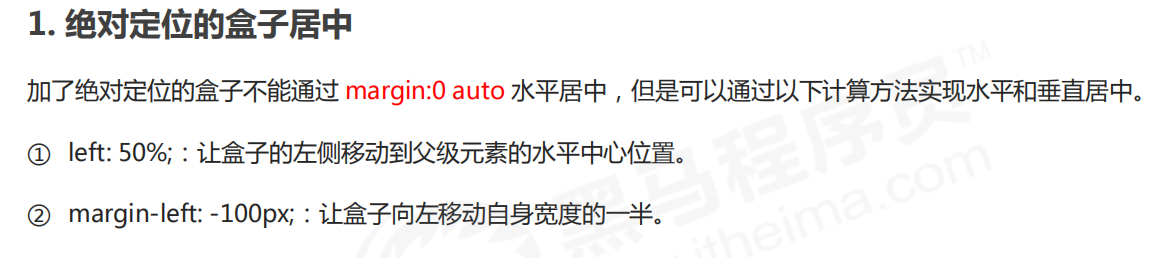 1. 绝对定位的盒子居中
加了绝对定位的盒子不能通过 margin:0 auto 水平居中，但是可以通过以下计算方法实现水平和垂直居中。
① left: 50%;：让盒子的左侧移动到父级元素的水平中心位置。
② margin-left: -100px;：让盒子向左移动自身宽度的一半。
黑马程序员™
itheima.com